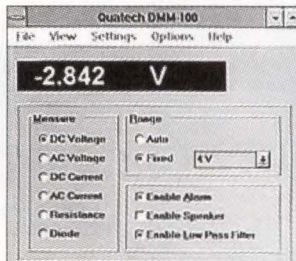 Quatech DMM-100
File View Settings Options Help
-2.842 V
Measure
DC Voltage
AC Voltage
DC Current
AC Current
Resistance
Diode
Range
Auto
Fixed 4V
Enable Alarm
Enable Speaker
Enable Low Pass Filter